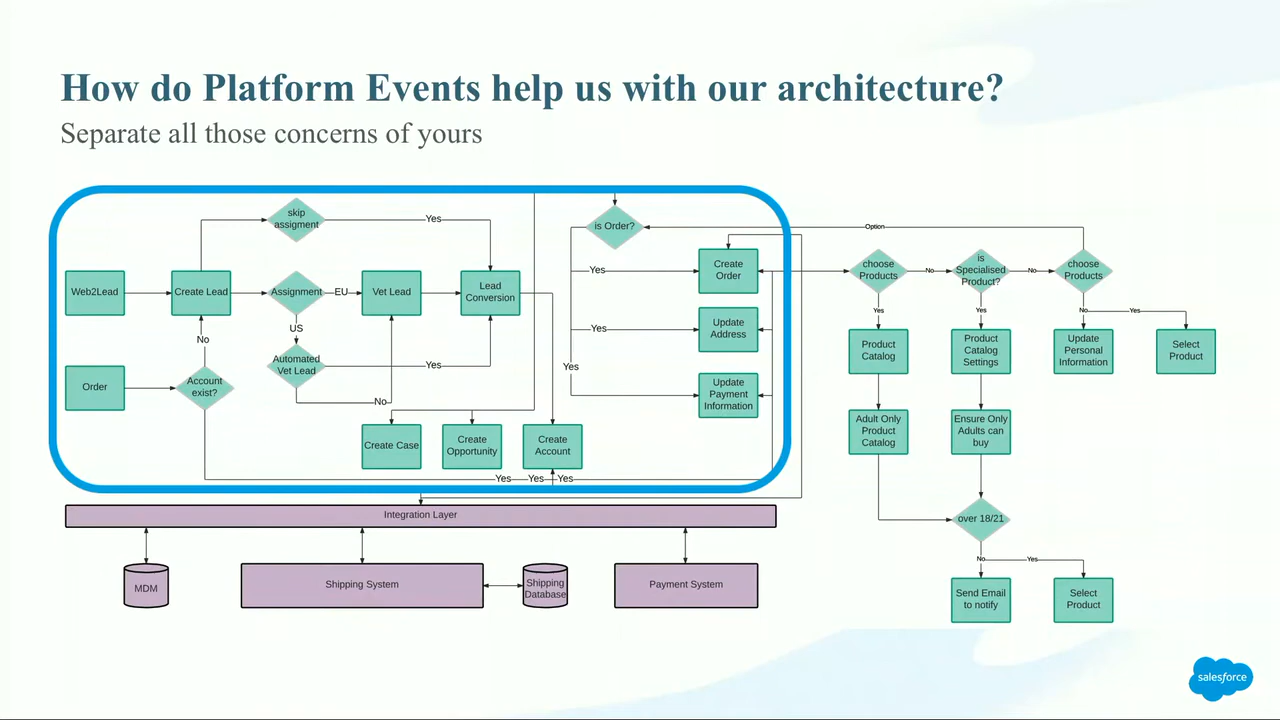 How do Platform Events help us with our architecture?
Separate all those concerns of yours
skip
assigment
Yes
is Order?
Option
Web2Lead
Create Lead
Assignment
EU
Vet Lead
Lead
Conversion
Yes
Create
Order
choose
Products
No
is
Specialised
Product?
No
choose
Products
US
No
Automated
Vet Lead
Yes
Yes
Update
Address
Yes
Yes
No
Yes
Order
Account
exist?
No
Yes
Update
Payment
Information
Product
Catalog
Product
Catalog
Settings
Update
Personal
Information
Select
Product
Create Case
Create
Opportunity
Create
Account
Adult Only
Product
Catalog
Ensure Only
Adults can
buy
Yes
Yes
Yes
Integration Layer
over 18/21
No
Yes
MDM
Shipping System
Shipping
Database
Payment System
Send Email
to notify
Select
Product
salesforce